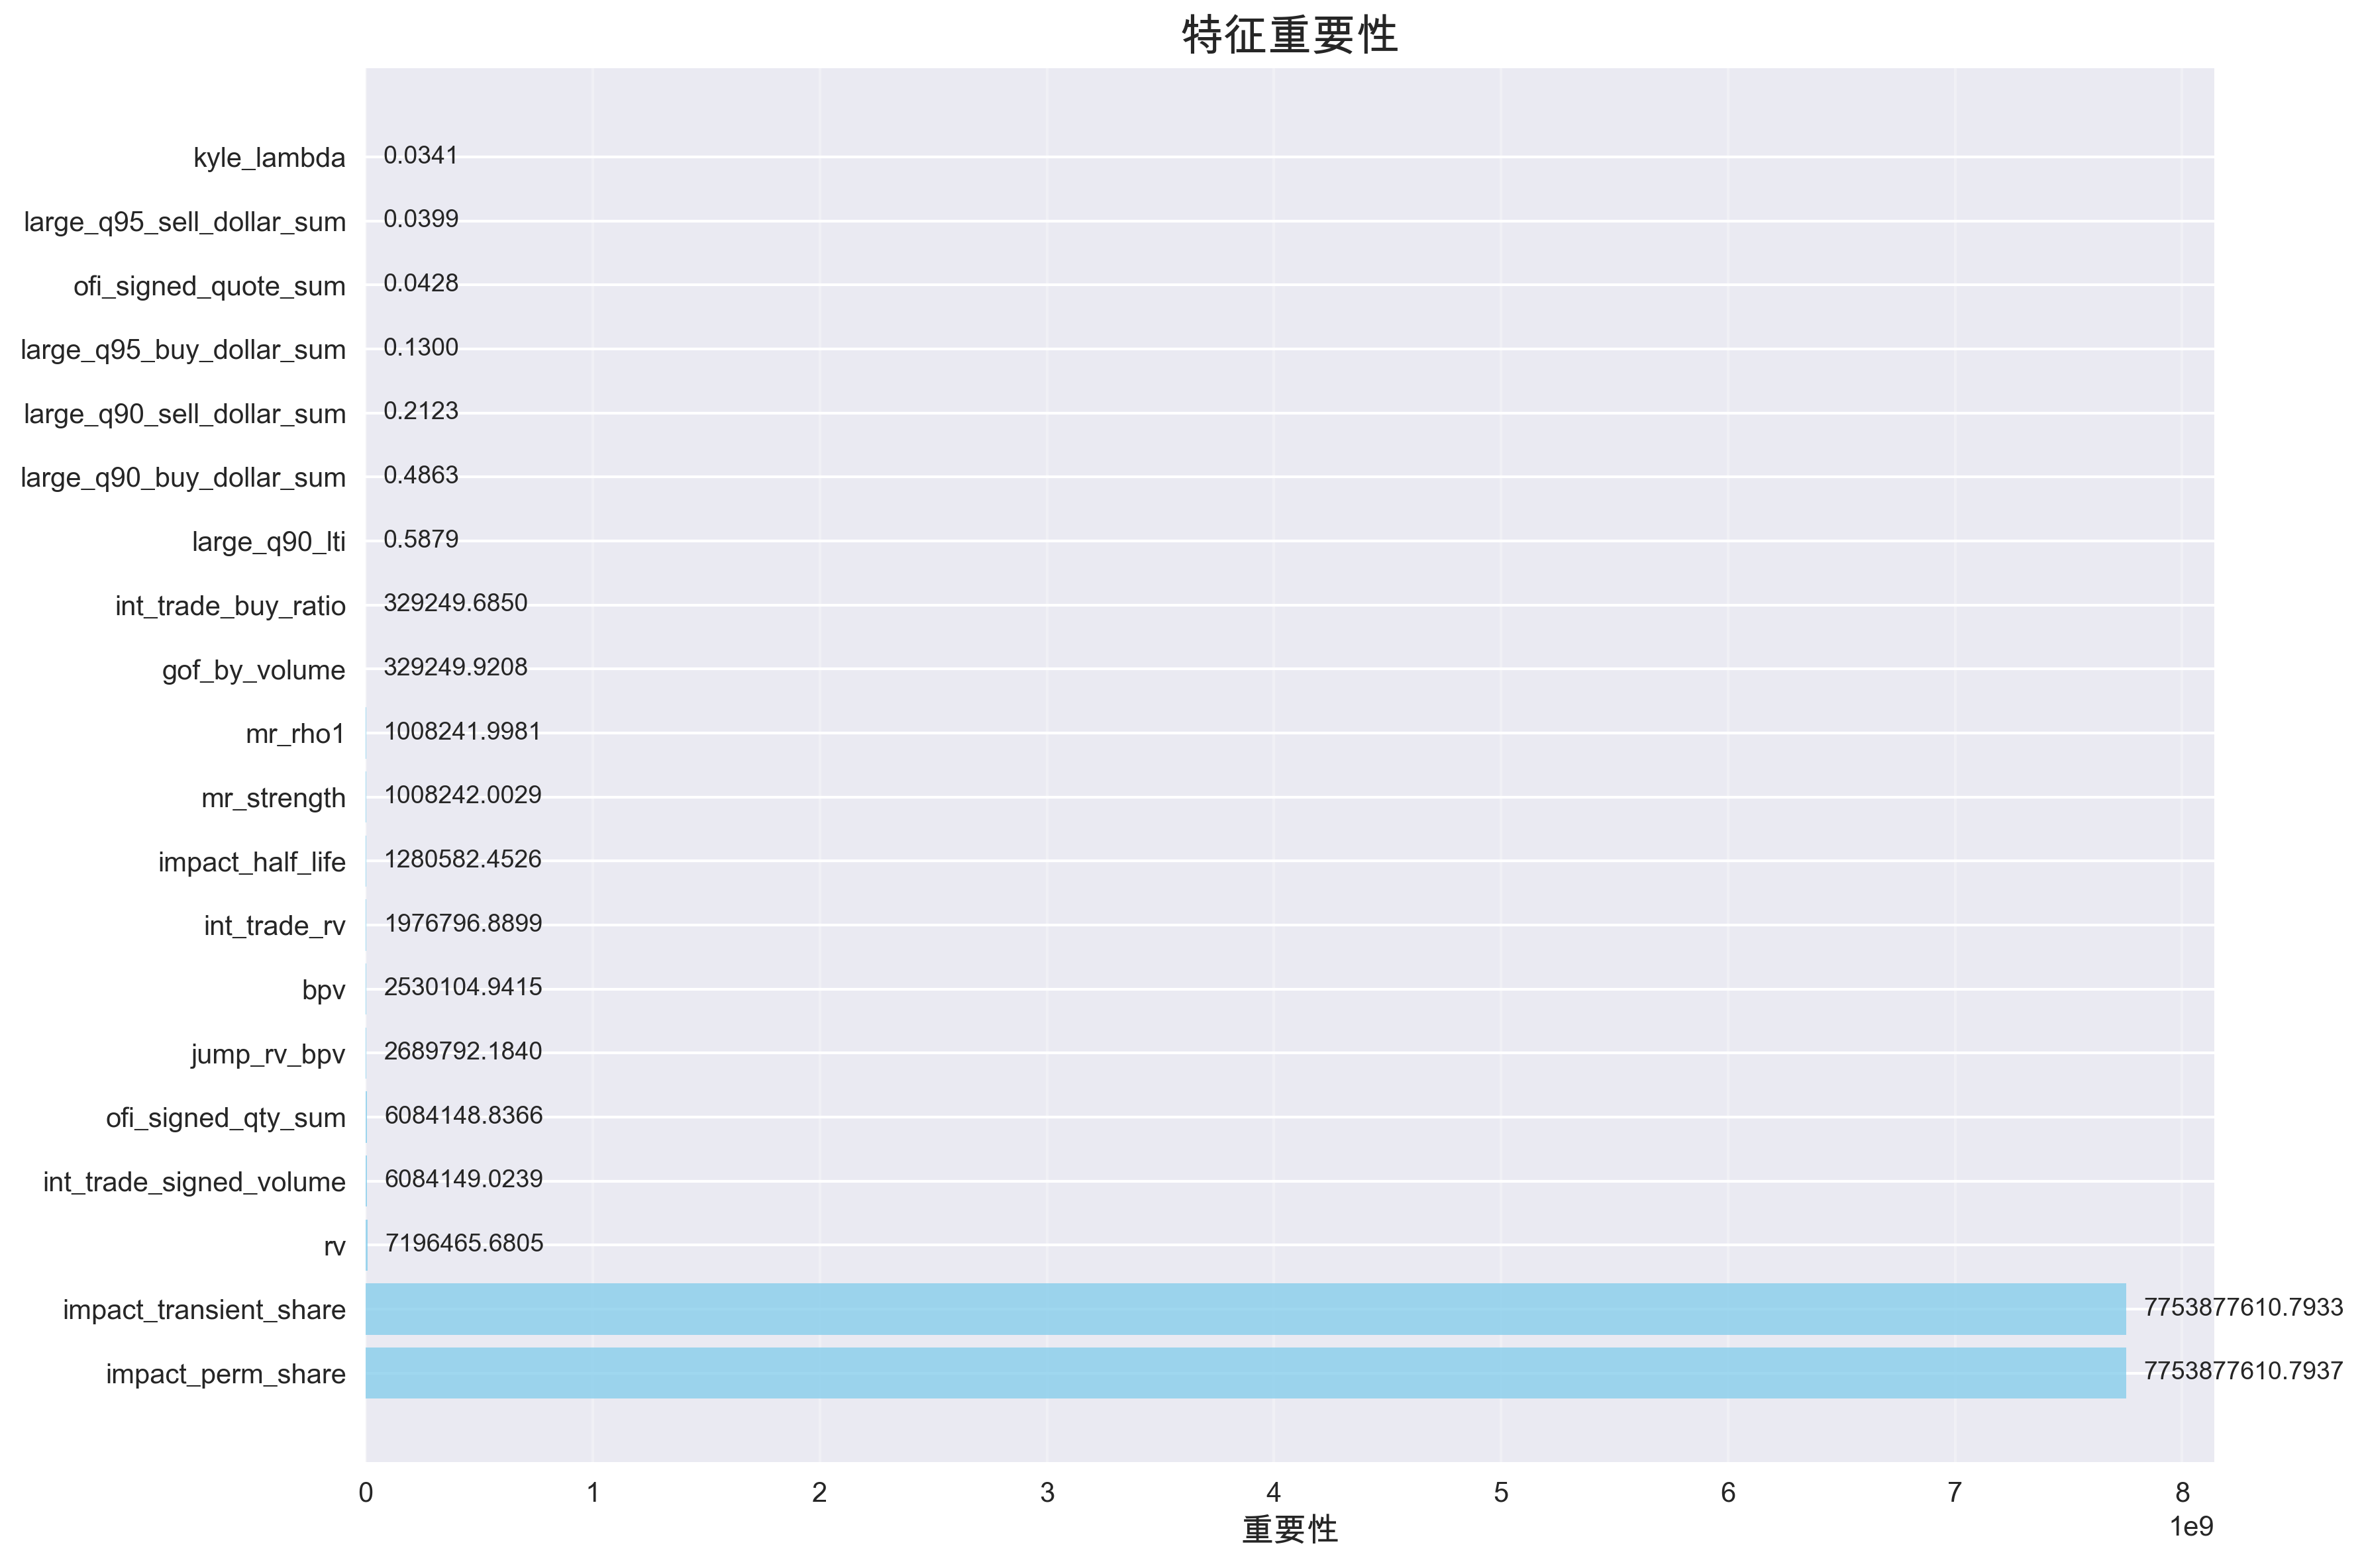 特征重要性
kyle_lambda 0.0341
large_q95_sell_dollar_sum 0.0399
ofi_signed_quote_sum 0.0428
large_q95_buy_dollar_sum 0.1300
large_q90_sell_dollar_sum 0.2123
large_q90_buy_dollar_sum 0.4863
large_q90_lti 0.5879
int_trade_buy_ratio 329249.6850
gof_by_volume 329249.9208
mr_rho1 1008241.9981
mr_strength 1008242.0029
impact_half_life 1280582.4526
int_trade_rv 1976796.8899
bpv 2530104.9415
jump_rv_bpv 2689792.1840
ofi_signed_qty_sum 6084148.8366
int_trade_signed_volume 6084149.0239
rv 7196465.6805
impact_transient_share 7753877610.7933
impact_perm_share 7753877610.7937
0 1 2 3 4 5 6 7 8
重要性 1e9